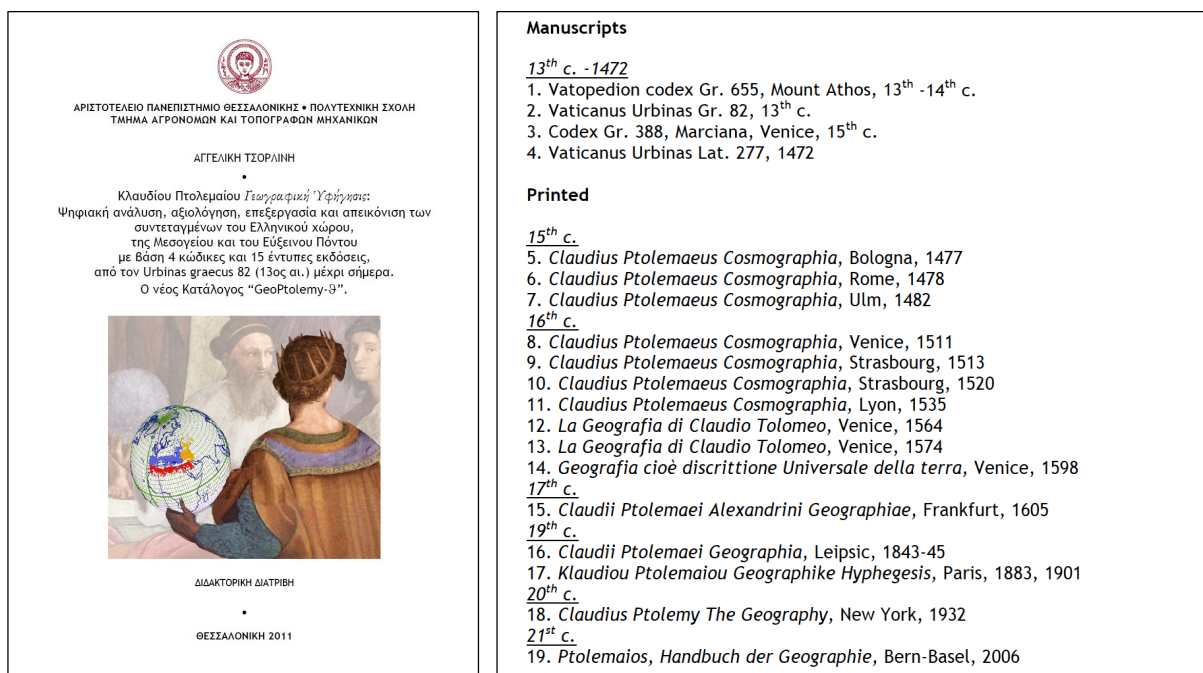 ΑΡΙΣΤΟΤΕΛΕΙΟ ΠΑΝΕΠΙΣΤΗΜΙΟ ΘΕΣΣΑΛΟΝΙΚΗΣ • ΠΟΛΥΤΕΧΝΙΚΗ ΣΧΟΛΗ
ΤΜΗΜΑ ΑΓΡΟΝΟΜΩΝ ΚΑΙ ΤΟΠΟΓΡΑΦΩΝ ΜΗΧΑΝΙΚΩΝ
ΑΓΓΕΛΙΚΗ ΤΣΟΡΛΙΝΗ
•
Κλαυδίου Πτολεμαίου Γεωγραφικὴ Ὑφήγησις:
Ψηφιακή ανάλυση, αξιολόγηση, επεξεργασία και απεικόνιση των
συντεταγμένων του Ελληνικού χώρου,
της Μεσογείου και του Εύξεινου Πόντου
με βάση 4 κώδικες και 15 έντυπες εκδόσεις,
από τον Urbinas graecus 82 (13ος αι.) μέχρι σήμερα.
Ο νέος Κατάλογος “GeoPtolemy-ϑ”.
ΔΙΔΑΚΤΟΡΙΚΗ ΔΙΑΤΡΙΒΗ
•
ΘΕΣΣΑΛΟΝΙΚΗ 2011
Manuscripts
13th c. -1472
1. Vatopedion codex Gr. 655, Mount Athos, 13th -14th c.
2. Vaticanus Urbinas Gr. 82, 13th c.
3. Codex Gr. 388, Marciana, Venice, 15th c.
4. Vaticanus Urbinas Lat. 277, 1472
Printed
15th c.
5. Claudius Ptolemaeus Cosmographia, Bologna, 1477
6. Claudius Ptolemaeus Cosmographia, Rome, 1478
7. Claudius Ptolemaeus Cosmographia, Ulm, 1482
16th c.
8. Claudius Ptolemaeus Cosmographia, Venice, 1511
9. Claudius Ptolemaeus Cosmographia, Strasbourg, 1513
10. Claudius Ptolemaeus Cosmographia, Strasbourg, 1520
11. Claudius Ptolemaeus Cosmographia, Lyon, 1535
12. La Geografia di Claudio Tolomeo, Venice, 1564
13. La Geografia di Claudio Tolomeo, Venice, 1574
14. Geografia cioè discrittione Universale della terra, Venice, 1598
17th c.
15. Claudii Ptolemaei Alexandrini Geographiae, Frankfurt, 1605
19th c.
16. Claudii Ptolemaei Geographia, Leipsic, 1843-45
17. Klaudiou Ptolemaiou Geographike Hyphegesis, Paris, 1883, 1901
20th c.
18. Claudius Ptolemy The Geography, New York, 1932
21st c.
19. Ptolemaios, Handbuch der Geographie, Bern-Basel, 2006